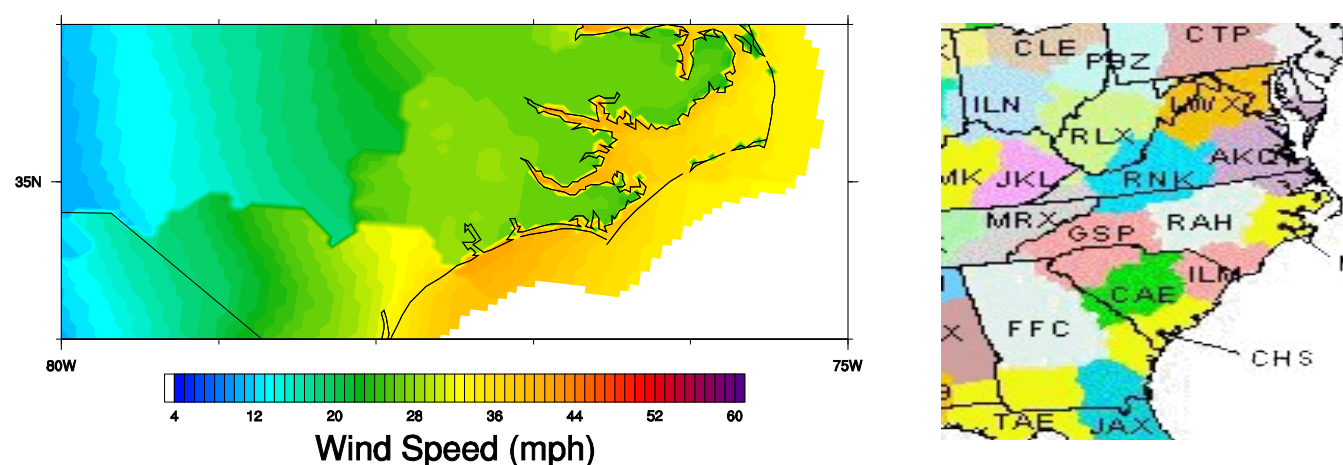 35N
80W 75W
4 12 20 28 36 44 52 60
Wind Speed (mph)
CLE
PBZ
CTP
ILN
LWX
RLX
AKQ
MK
JKL
RNK
MRX
GSP
RAH
ILM
CAE
X
FFC
CHS
TAE
JAX